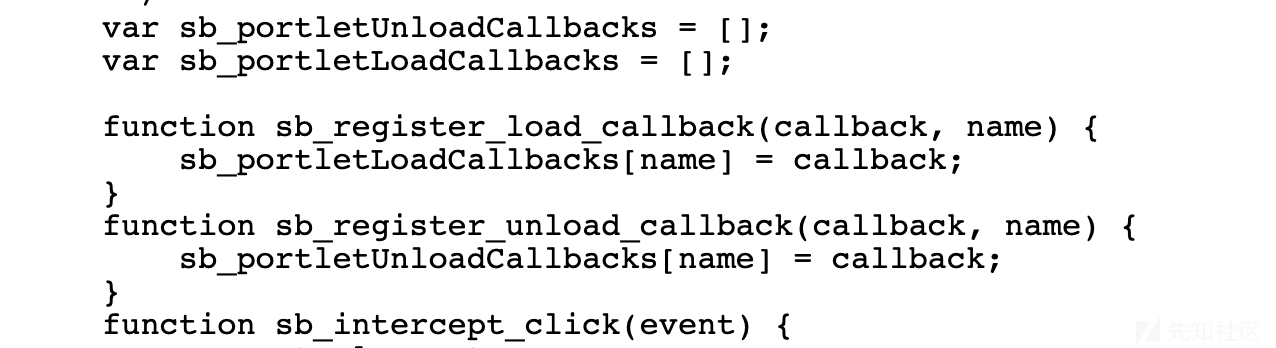 var sb_portletUnloadCallbacks = [];
var sb_portletLoadCallbacks = [];
function sb_register_load_callback(callback, name) {
sb_portletLoadCallbacks[name] = callback;
}
function sb_register_unload_callback(callback, name) {
sb_portletUnloadCallbacks[name] = callback;
}
function sb_intercept_click(event) {
先知社区